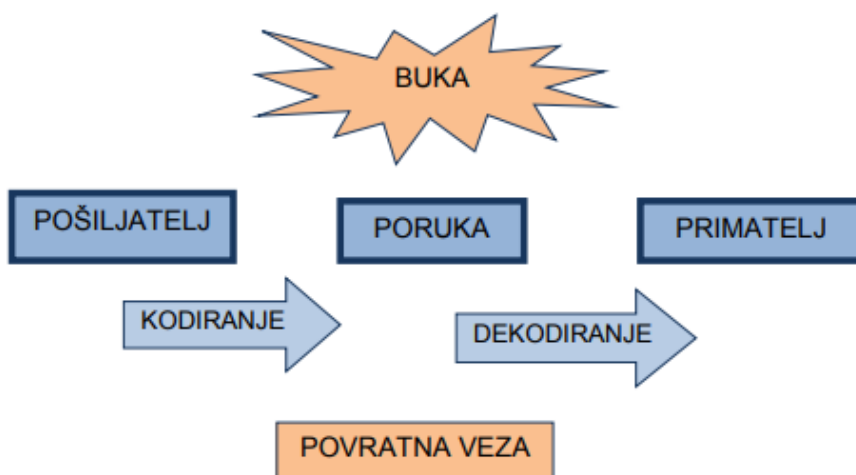 BUKA
POŠILJATELJ
PORUKA
PRIMATELJ
KODIRANJE
DEKODIRANJE
POVRATNA VEZA